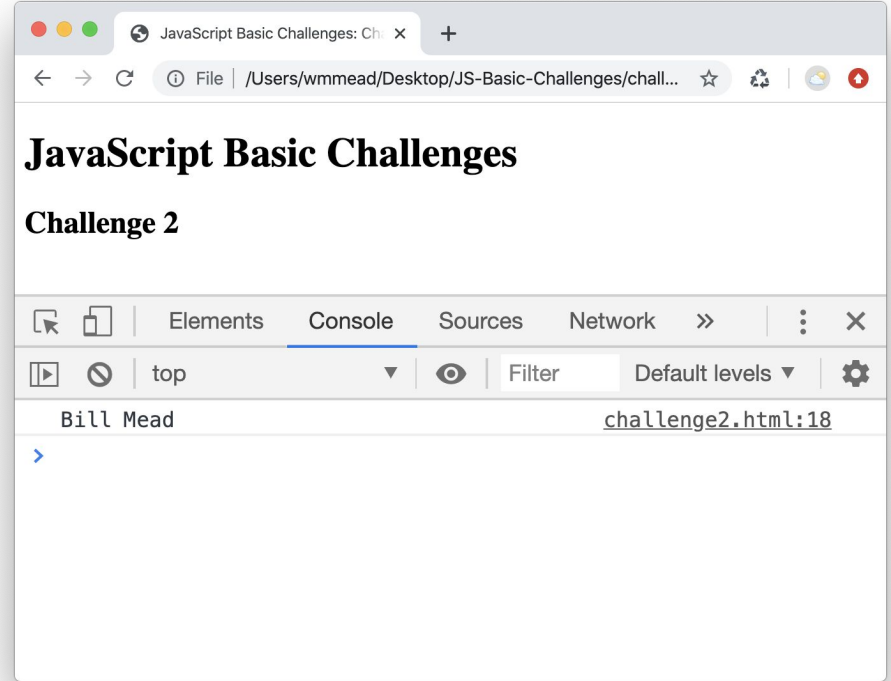 JavaScript Basic Challenges: Ch
File /Users/wmmead/Desktop/JS-Basic-Challenges/chall...
JavaScript Basic Challenges
Challenge 2
Elements Console Sources Network
top Filter Default levels
Bill Mead challenge2.html:18